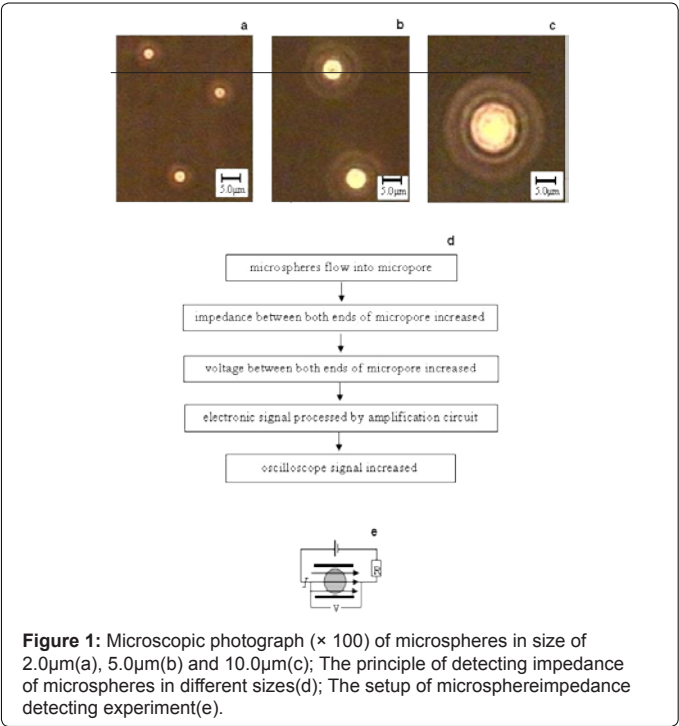 a
b
c
5.0μm
5.0μm
5.0μm
d
microspheres flow into micropore
impedance between both ends of micropore increased
voltage between both ends of micropore increased
electronic signal processed by amplification circuit
oscilloscope signal increased
e
R
V
Figure 1: Microscopic photograph (× 100) of microspheres in size of
2.0μm(a), 5.0μm(b) and 10.0μm(c); The principle of detecting impedance
of microspheres in different sizes(d); The setup of microsphereimpedance
detecting experiment(e).